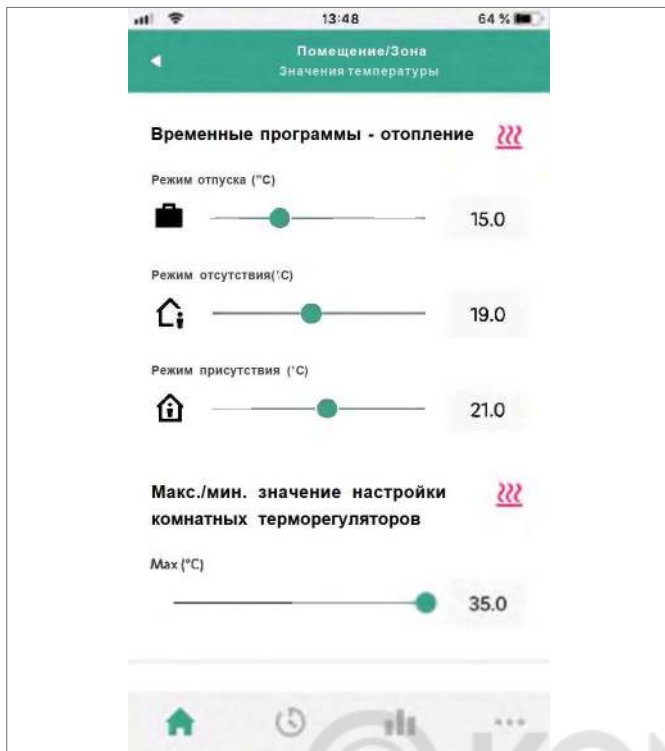 13:48
64 %
Помещение/Зона
Значения температуры
Временные программы - отопление
Режим отпуска (°C)
15.0
Режим отсутствия(°C)
19.0
Режим присутствия (°C)
21.0
Макс./мин. значение настройки
комнатных терморегуляторов
Max (°C)
35.0